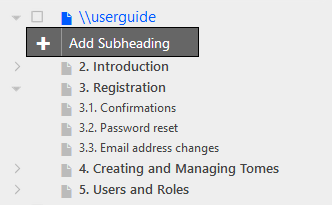 \\userguide
Add Subheading
2. Introduction
3. Registration
3.1. Confirmations
3.2. Password reset
3.3. Email address changes
4. Creating and Managing Tomes
5. Users and Roles